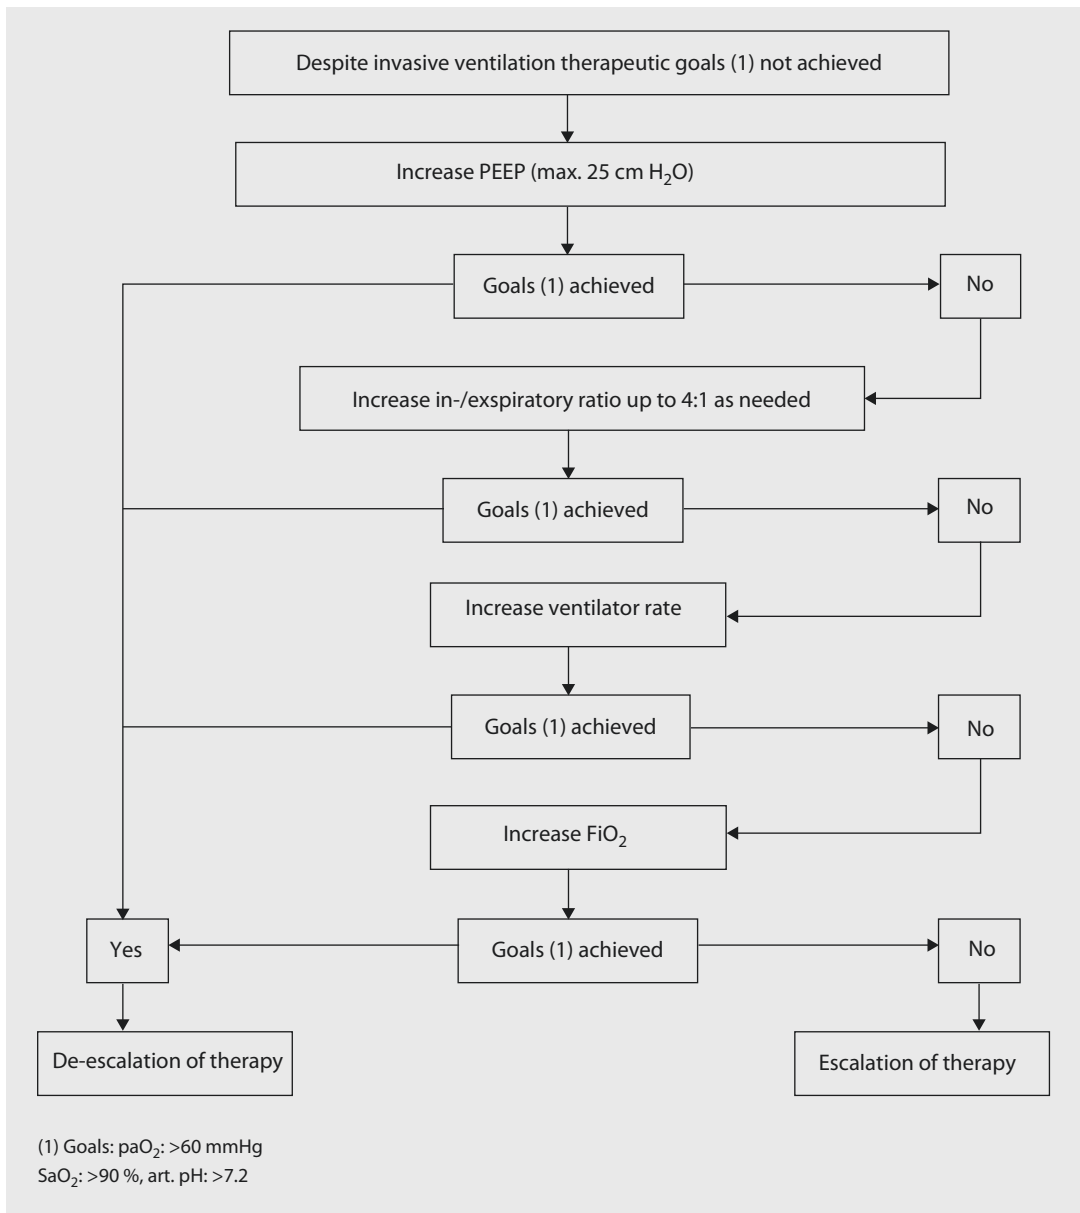 Despite invasive ventilation therapeutic goals (1) not achieved
Increase PEEP (max. 25 cm H₂O)
Goals (1) achieved
No
Increase in-/exspiratory ratio up to 4:1 as needed
Goals (1) achieved
No
Increase ventilator rate
Goals (1) achieved
No
Increase FiO₂
Yes
Goals (1) achieved
No
De-escalation of therapy
Escalation of therapy
(1) Goals: paO₂: >60 mmHg
SaO₂: >90 %, art. pH: >7.2